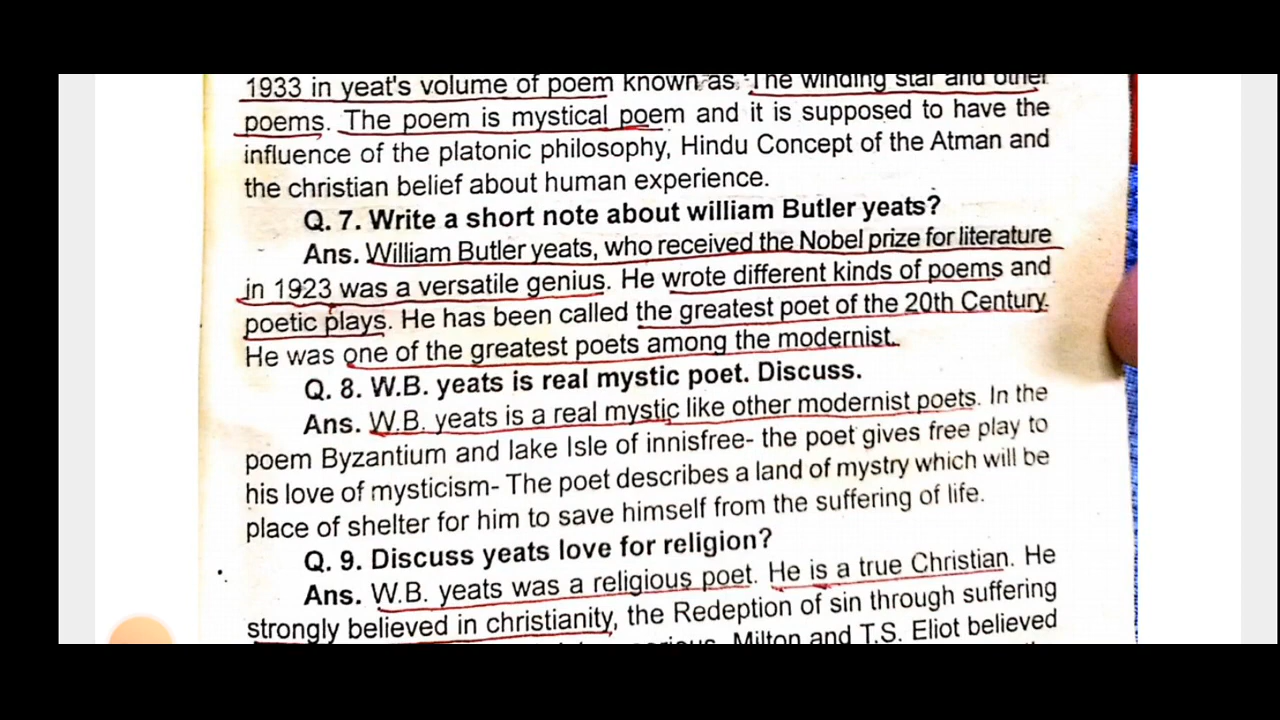 1933 in yeat's volume of poem known as. 'The winding star and other
poems. The poem is mystical poem and it is supposed to have the
influence of the platonic philosophy, Hindu Concept of the Atman and
the christian belief about human experience.
Q. 7. Write a short note about william Butler yeats?
Ans. William Butler yeats, who received the Nobel prize for literature
in 1923 was a versatile genius. He wrote different kinds of poems and
poetic plays. He has been called the greatest poet of the 20th Century.
He was one of the greatest poets among the modernist.
Q. 8. W.B. yeats is real mystic poet. Discuss.
Ans. W.B. yeats is a real mystic like other modernist poets. In the
poem Byzantium and lake Isle of innisfree- the poet gives free play to
his love of mysticism- The poet describes a land of mystry which will be
place of shelter for him to save himself from the suffering of life.
Q. 9. Discuss yeats love for religion?
Ans. W.B. yeats was a religious poet. He is a true Christian. He
strongly believed in christianity, the Redeption of sin through suffering
Milton and T.S. Eliot believed